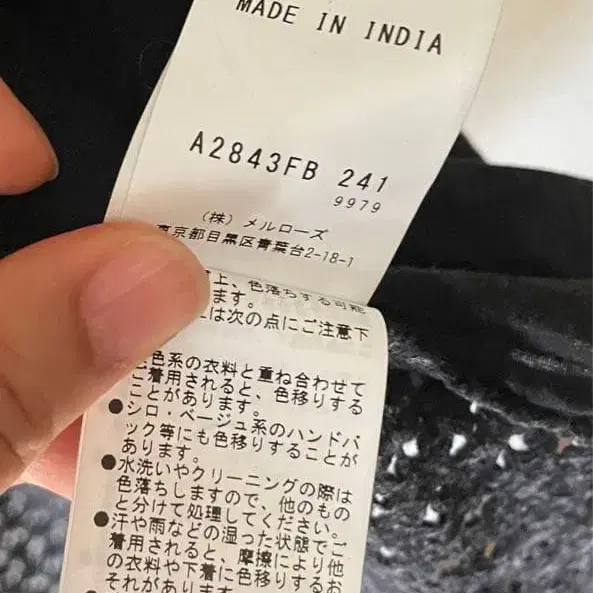 MADE IN INDIA
A2843FB 241
9979
(株) メルローズ
東京都目黒区青葉台2-18-1
上、色落ちする可能
ます。
は次の点にご注意下
色系の衣料と重ね合わせて
ご着用されると、色移りする
ことがあります。
●シロ・ベージュ系のハンドバ
ック等にも色移りすることが
あります。
●水洗いやクリーニングの際は
色落ちしますので、他のもの
と分けて処理してください。
●汗や雨などの湿った状態でご
着用されると、摩擦により他
の衣料や下着に色移りするお
それがあります。